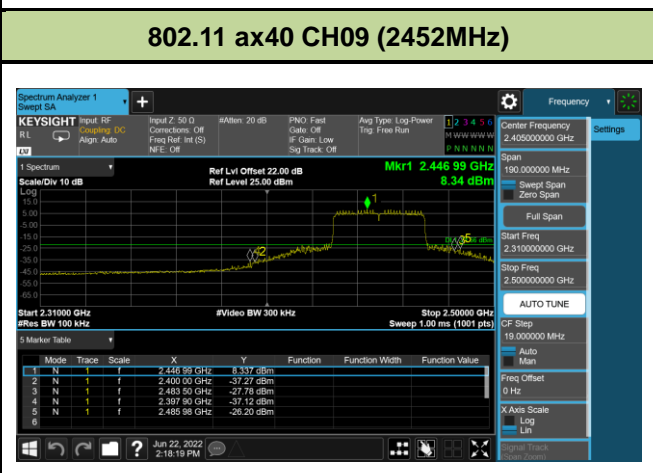 802.11 ax40 CH09 (2452MHz)
Spectrum Analyzer 1
Swept SA
Frequency
KEYSIGHT Input: RF Input Z: 50 Ω #Atten: 20 dB PNO: Fast Avg Type: Log-Power 1 2 3 4 5 6
RL Coupling: DC Corrections: Off Gate: Off Trig: Free Run M W W W W W
Align: Auto Freq Ref: Int (S) IF Gain: Low
NFE: Off Sig Track: Off P N N N N N
Center Frequency
2.405000000 GHz
Settings
Span
190.000000 MHz
Swept Span
Zero Span
Full Span
Start Freq
2.310000000 GHz
Stop Freq
2.500000000 GHz
AUTO TUNE
CF Step
19.000000 MHz
Auto
Man
Freq Offset
0 Hz
X Axis Scale
Log
Lin
Signal Track
(Span Zoom)
1 Spectrum
Scale/Div 10 dB
Ref Lvl Offset 22.00 dB
Ref Level 25.00 dBm
Mkr1 2.446 99 GHz
8.34 dBm
Log
15.0
5.00
-5.00
-15.0
-25.0
-35.0
-45.0
-55.0
-65.0
1
2
5
Start 2.31000 GHz #Video BW 300 kHz Stop 2.50000 GHz
#Res BW 100 kHz Sweep 1.00 ms (1001 pts)
5 Marker Table
Mode Trace Scale X Y Function Function Width Function Value
1 N 1 f 2.446 99 GHz 8.337 dBm
2 N 1 f 2.400 00 GHz -37.27 dBm
3 N 1 f 2.483 50 GHz -27.78 dBm
4 N 1 f 2.397 90 GHz -37.12 dBm
5 N 1 f 2.485 98 GHz -26.20 dBm
6
?
Jun 22, 2022
2:18:19 PM